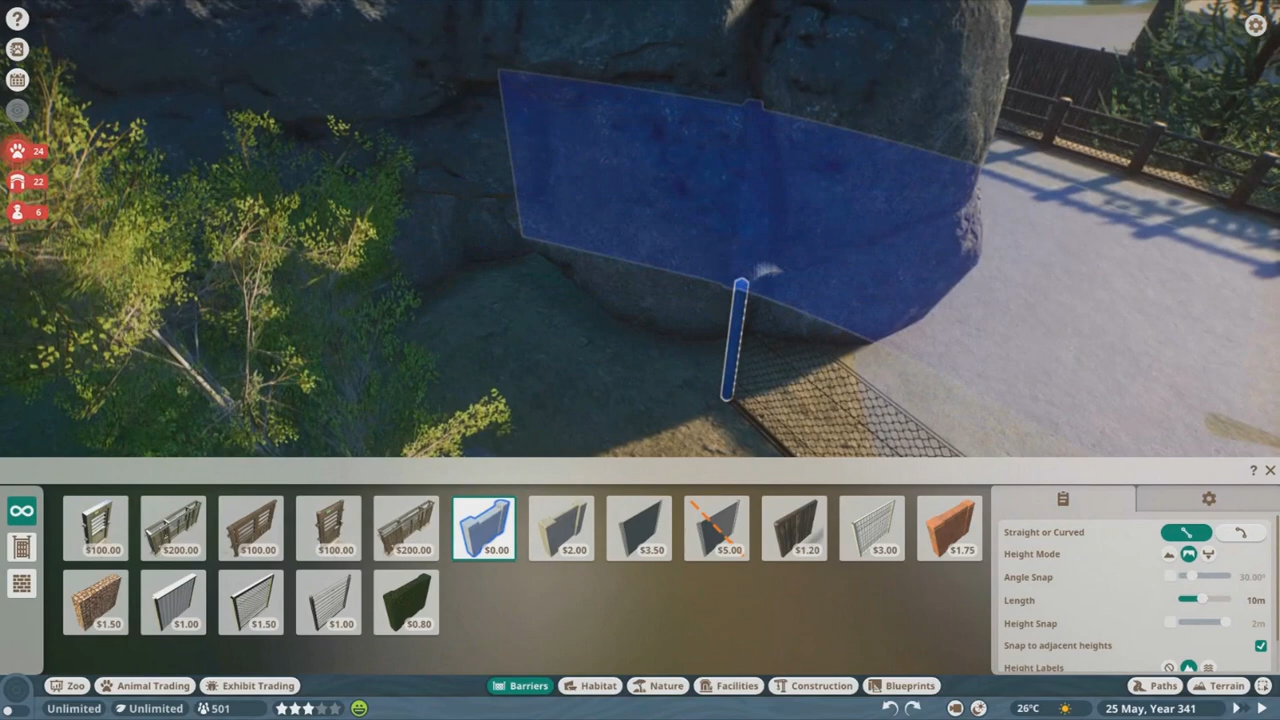 ?
24
22
6
? ×
$100.00 $200.00 $100.00 $100.00 $200.00 $0.00 $2.00 $3.50 $5.00 $1.20 $3.00 $1.75
$1.50 $1.00 $1.50 $1.00 $0.80
Straight or Curved
Height Mode
Angle Snap 30.00°
Length 10m
Height Snap 2m
Snap to adjacent heights
Height Labels
Zoo Animal Trading Exhibit Trading Barriers Habitat Nature Facilities Construction Blueprints Paths Terrain
Unlimited Unlimited 501 26°C 25 May, Year 341